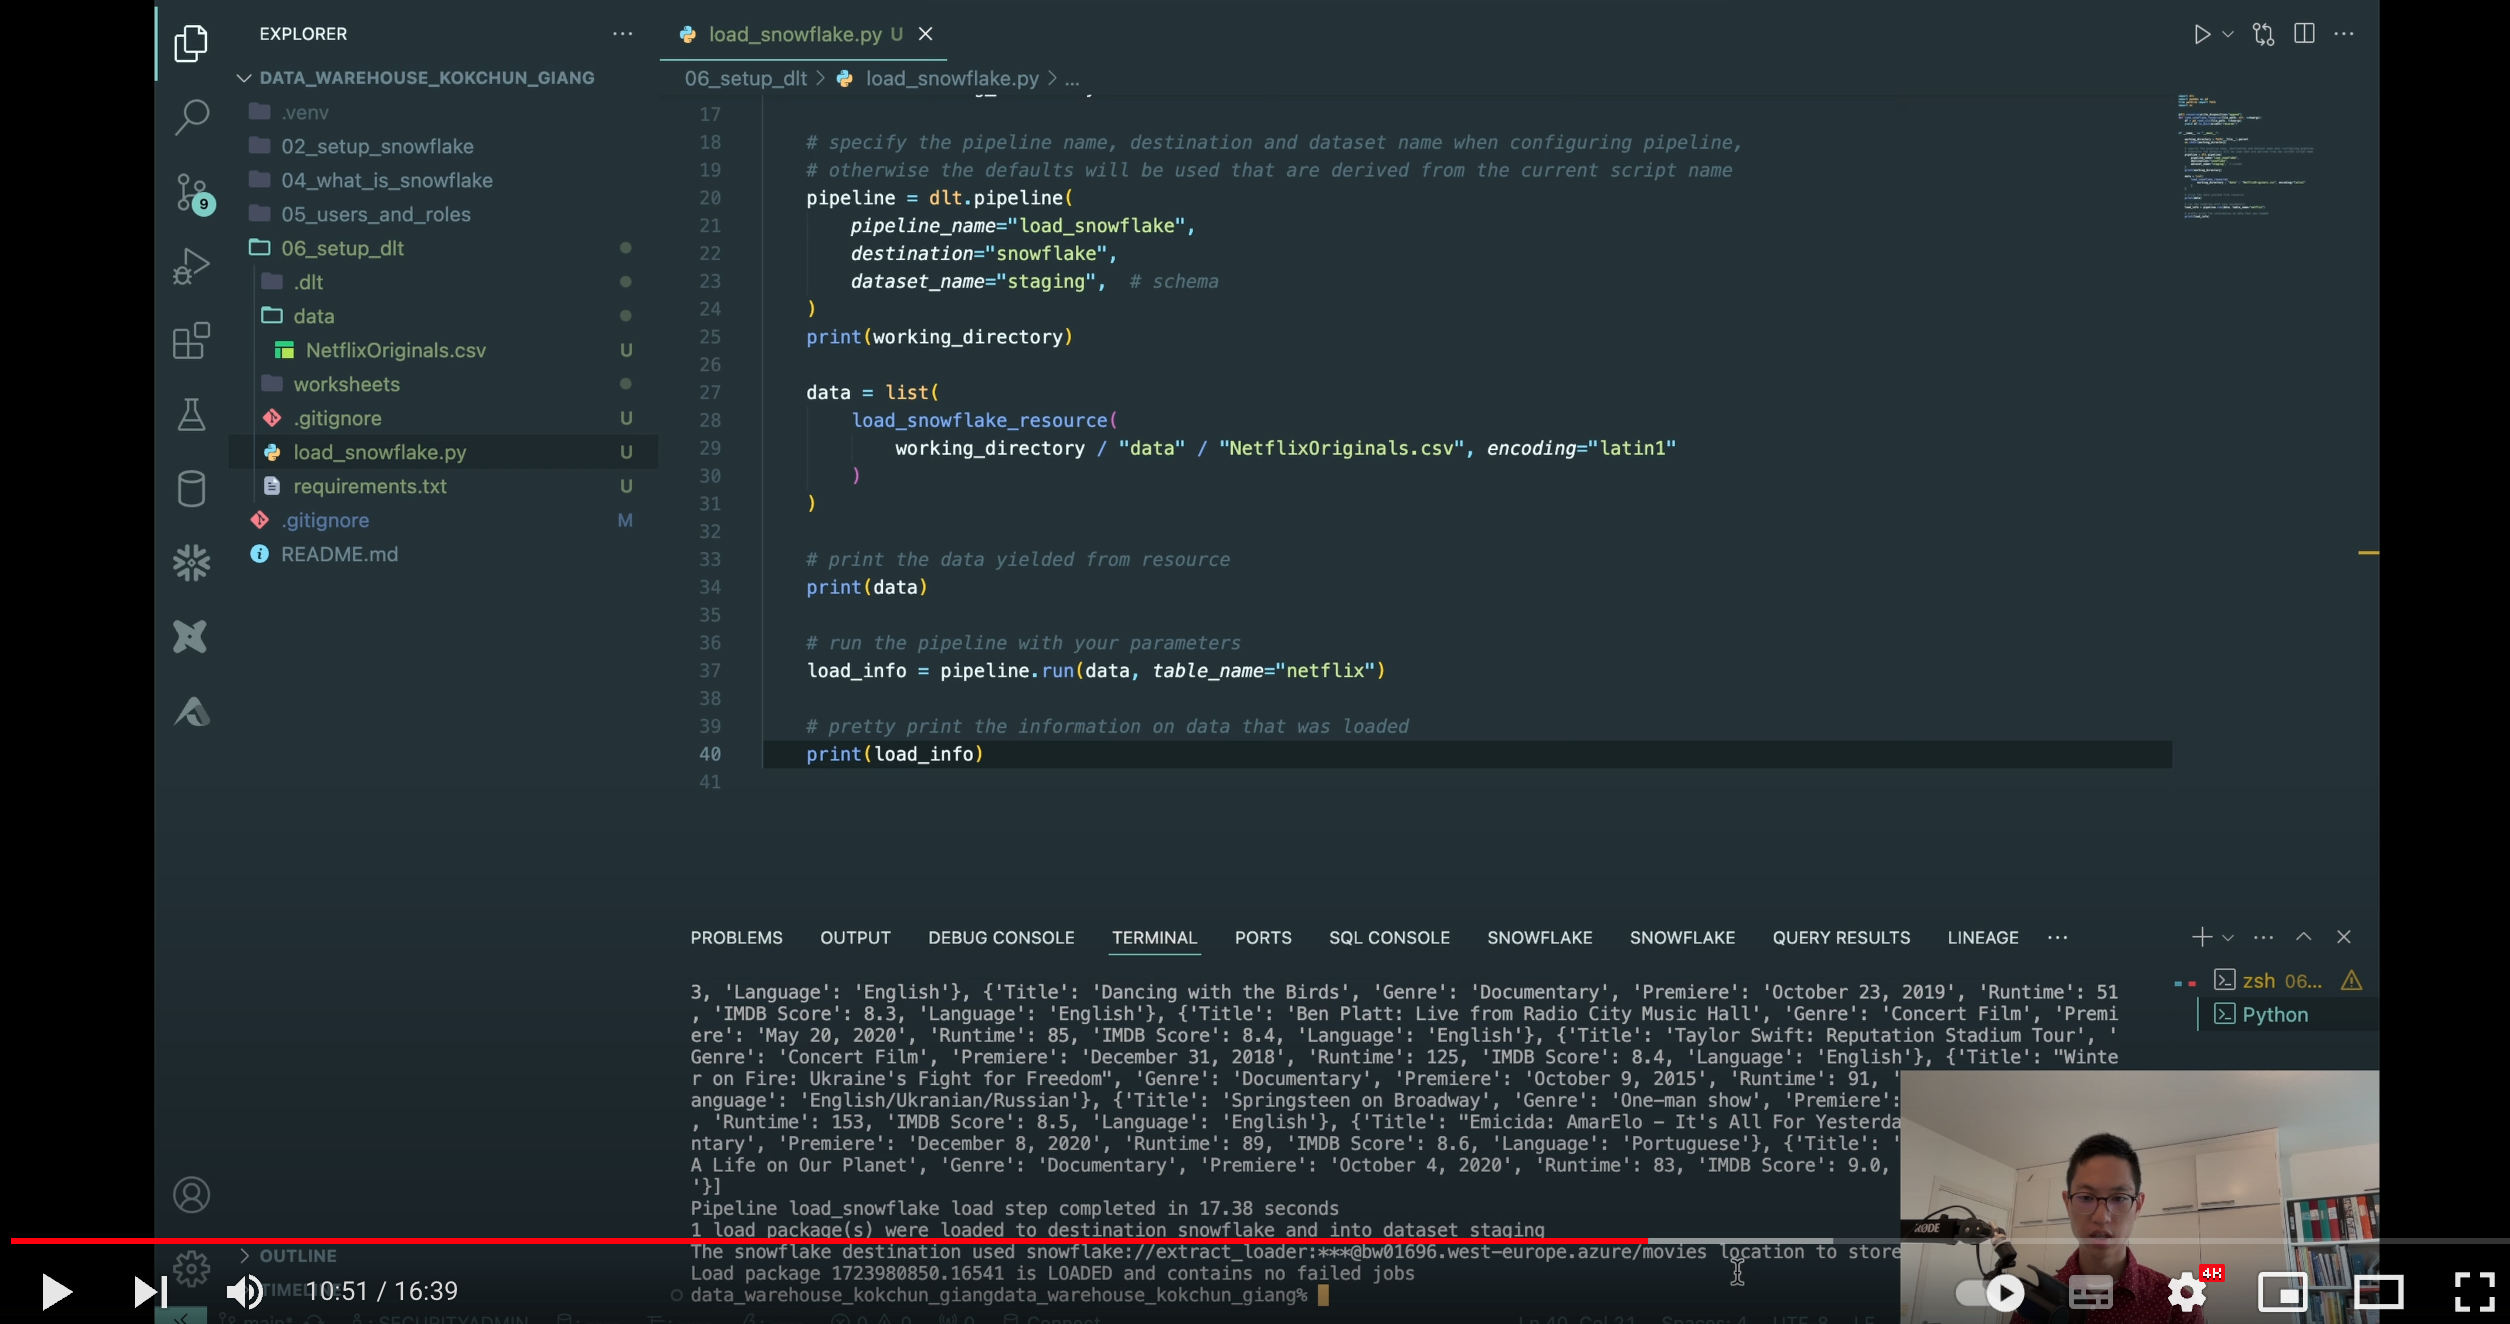 EXPLORER
DATA_WAREHOUSE_KOKCHUN_GIANG
.venv
02_setup_snowflake
04_what_is_snowflake
05_users_and_roles
06_setup_dlt
.dlt
data
NetflixOriginals.csv U
worksheets
.gitignore U
load_snowflake.py U
requirements.txt U
.gitignore M
README.md
9
OUTLINE
load_snowflake.py U
06_setup_dlt > load_snowflake.py > ...
17
18 # specify the pipeline name, destination and dataset name when configuring pipeline,
19 # otherwise the defaults will be used that are derived from the current script name
20 pipeline = dlt.pipeline(
21 pipeline_name="load_snowflake",
22 destination="snowflake",
23 dataset_name="staging", # schema
24 )
25 print(working_directory)
26
27 data = list(
28 load_snowflake_resource(
29 working_directory / "data" / "NetflixOriginals.csv", encoding="latin1"
30 )
31 )
32
33 # print the data yielded from resource
34 print(data)
35
36 # run the pipeline with your parameters
37 load_info = pipeline.run(data, table_name="netflix")
38
39 # pretty print the information on data that was loaded
40 print(load_info)
41
PROBLEMS OUTPUT DEBUG CONSOLE TERMINAL PORTS SQL CONSOLE SNOWFLAKE SNOWFLAKE QUERY RESULTS LINEAGE
3, 'Language': 'English'}, {'Title': 'Dancing with the Birds', 'Genre': 'Documentary', 'Premiere': 'October 23, 2019', 'Runtime': 51
, 'IMDB Score': 8.3, 'Language': 'English'}, {'Title': 'Ben Platt: Live from Radio City Music Hall', 'Genre': 'Concert Film', 'Premi
ere': 'May 20, 2020', 'Runtime': 85, 'IMDB Score': 8.4, 'Language': 'English'}, {'Title': 'Taylor Swift: Reputation Stadium Tour', '
Genre': 'Concert Film', 'Premiere': 'December 31, 2018', 'Runtime': 125, 'IMDB Score': 8.4, 'Language': 'English'}, {'Title': "Winte
r on Fire: Ukraine's Fight for Freedom", 'Genre': 'Documentary', 'Premiere': 'October 9, 2015', 'Runtime': 91, '
anguage': 'English/Ukranian/Russian'}, {'Title': 'Springsteen on Broadway', 'Genre': 'One-man show', 'Premiere':
, 'Runtime': 153, 'IMDB Score': 8.5, 'Language': 'English'}, {'Title': "Emicida: AmarElo - It's All For Yesterda
ntary', 'Premiere': 'December 8, 2020', 'Runtime': 89, 'IMDB Score': 8.6, 'Language': 'Portuguese'}, {'Title': '
A Life on Our Planet', 'Genre': 'Documentary', 'Premiere': 'October 4, 2020', 'Runtime': 83, 'IMDB Score': 9.0,
'}]
Pipeline load_snowflake load step completed in 17.38 seconds
1 load package(s) were loaded to destination snowflake and into dataset staging
The snowflake destination used snowflake://extract_loader:***@bw01696.west-europe.azure/movies location to store
Load package 1723980850.16541 is LOADED and contains no failed jobs
data_warehouse_kokchun_giangdata_warehouse_kokchun_giang%
zsh 06...
Python
RODE
10:51 / 16:39
4K